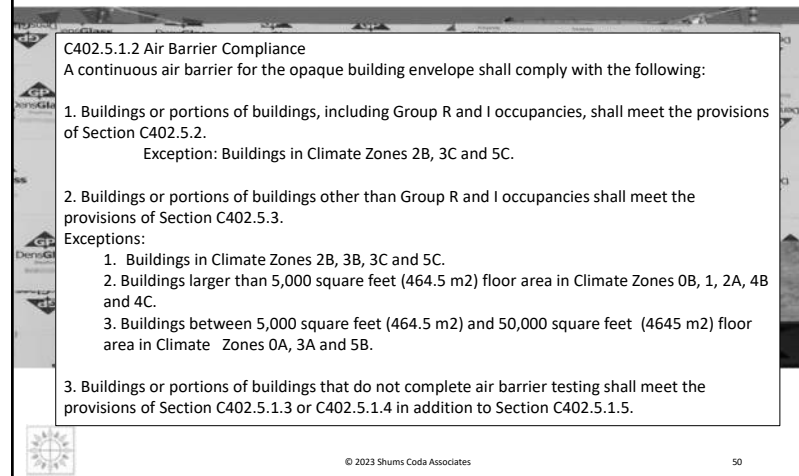 C402.5.1.2 Air Barrier Compliance
A continuous air barrier for the opaque building envelope shall comply with the following:
1. Buildings or portions of buildings, including Group R and I occupancies, shall meet the provisions
of Section C402.5.2.
Exception: Buildings in Climate Zones 2B, 3C and 5C.
2. Buildings or portions of buildings other than Group R and I occupancies shall meet the
provisions of Section C402.5.3.
Exceptions:
1. Buildings in Climate Zones 2B, 3B, 3C and 5C.
2. Buildings larger than 5,000 square feet (464.5 m2) floor area in Climate Zones 0B, 1, 2A, 4B
and 4C.
3. Buildings between 5,000 square feet (464.5 m2) and 50,000 square feet (4645 m2) floor
area in Climate Zones 0A, 3A and 5B.
3. Buildings or portions of buildings that do not complete air barrier testing shall meet the
provisions of Section C402.5.1.3 or C402.5.1.4 in addition to Section C402.5.1.5.
© 2023 Shums Coda Associates
50